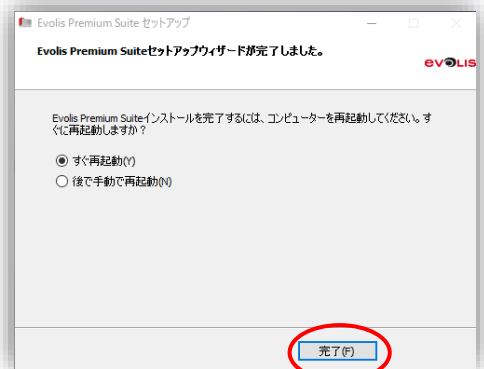 Evolis Premium Suite セットアップ
Evolis Premium Suiteセットアップウィザードが完了しました。
evolis
Evolis Premium Suiteインストールを完了するには、コンピューターを再起動してください。す
ぐに再起動しますか？
すぐ再起動(Y)
後で手動で再起動(N)
完了(F)